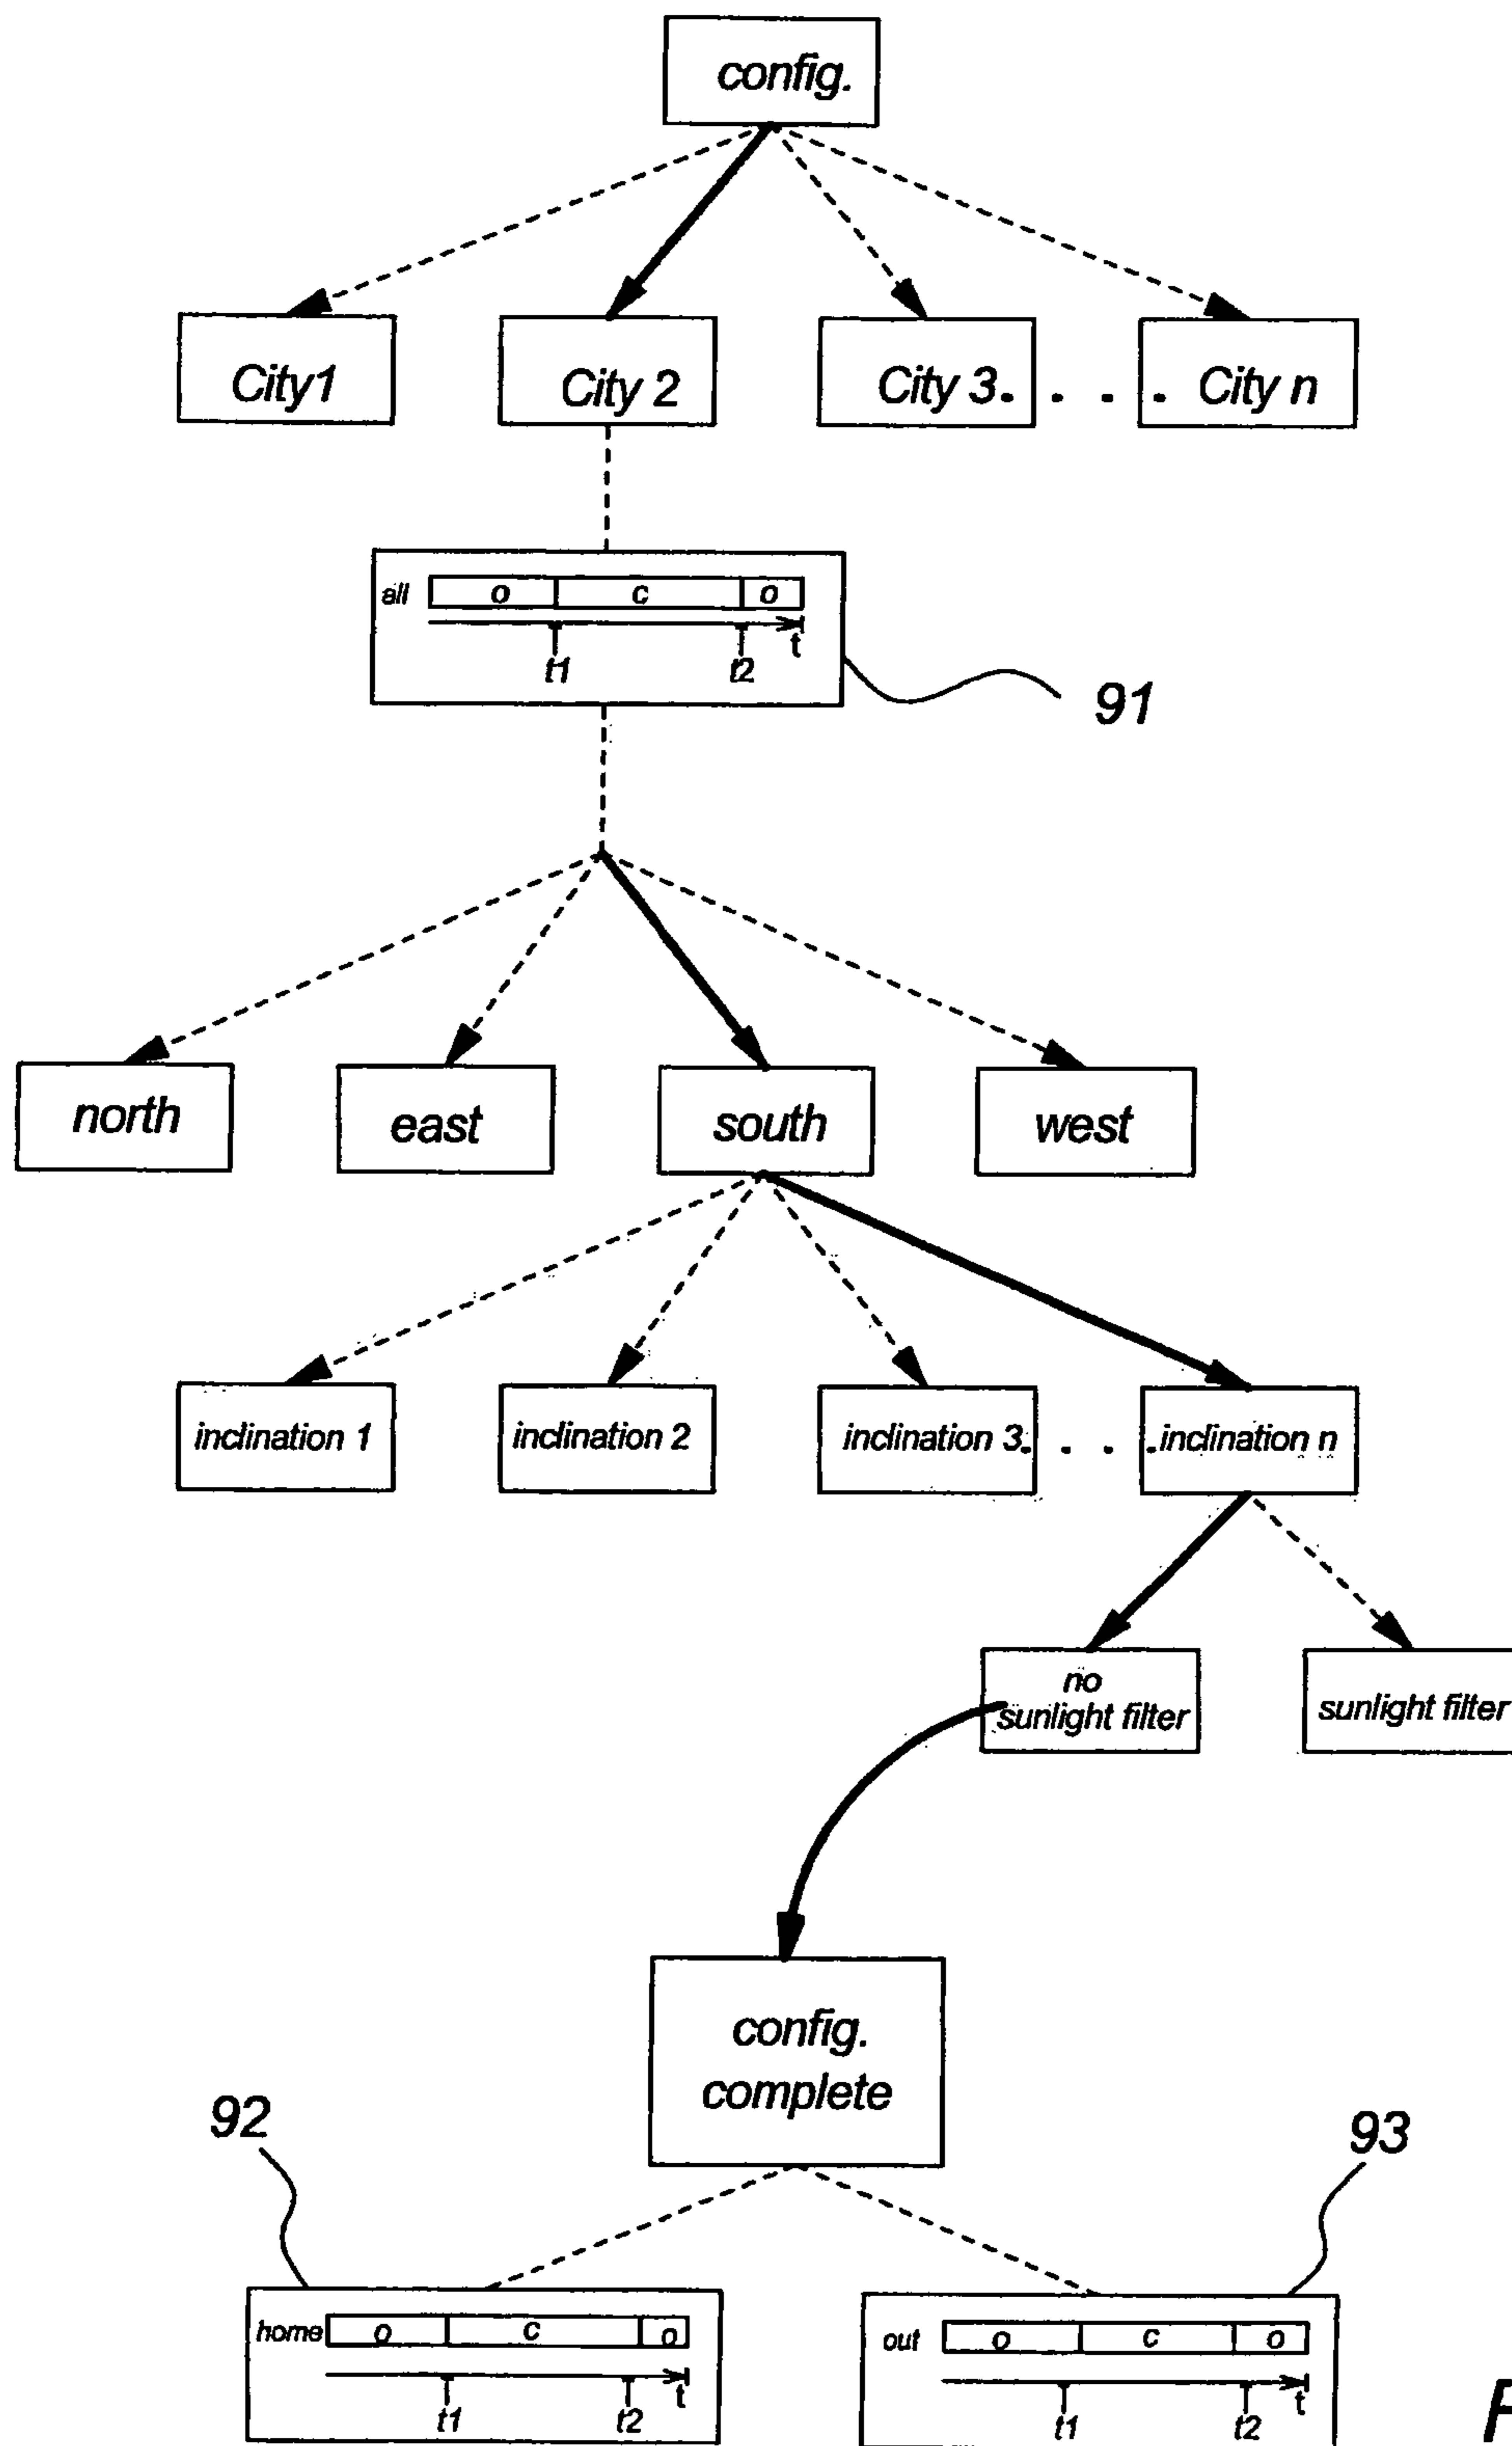 config.
City1
City 2
City 3. . . . City n
all o c o
t
t1 t2
91
north
east
south
west
inclination 1
inclination 2
inclination 3. . . . inclination n
no
sunlight filter
sunlight filter
config.
complete
92
93
home o c o
t
t1 t2
out o c o
t
t1 t2